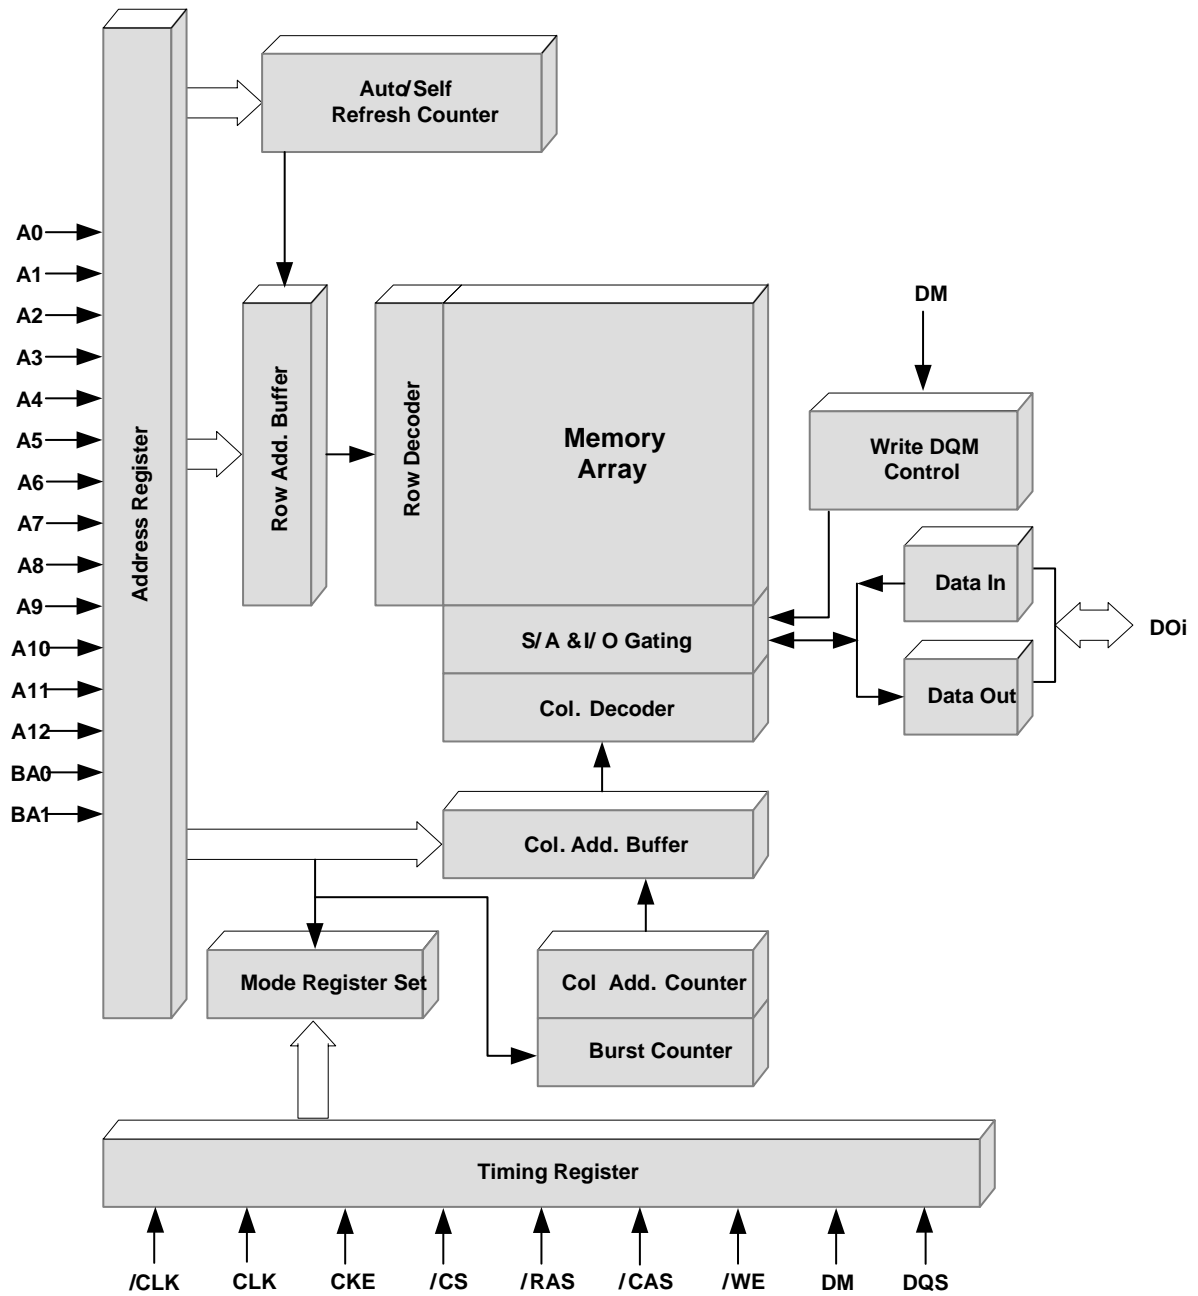 Auto/Self
Refresh Counter
A0
A1
A2
A3
A4
A5
A6
A7
A8
A9
A10
A11
A12
BA0
BA1
Address Register
Row Add. Buffer
Row Decoder
Memory
Array
DM
Write DQM
Control
Data In
Data Out
DOi
S/ A &I/ O Gating
Col. Decoder
Col. Add. Buffer
Mode Register Set
Col Add. Counter
Burst Counter
Timing Register
/CLK
CLK
CKE
/CS
/RAS
/CAS
/WE
DM
DQS